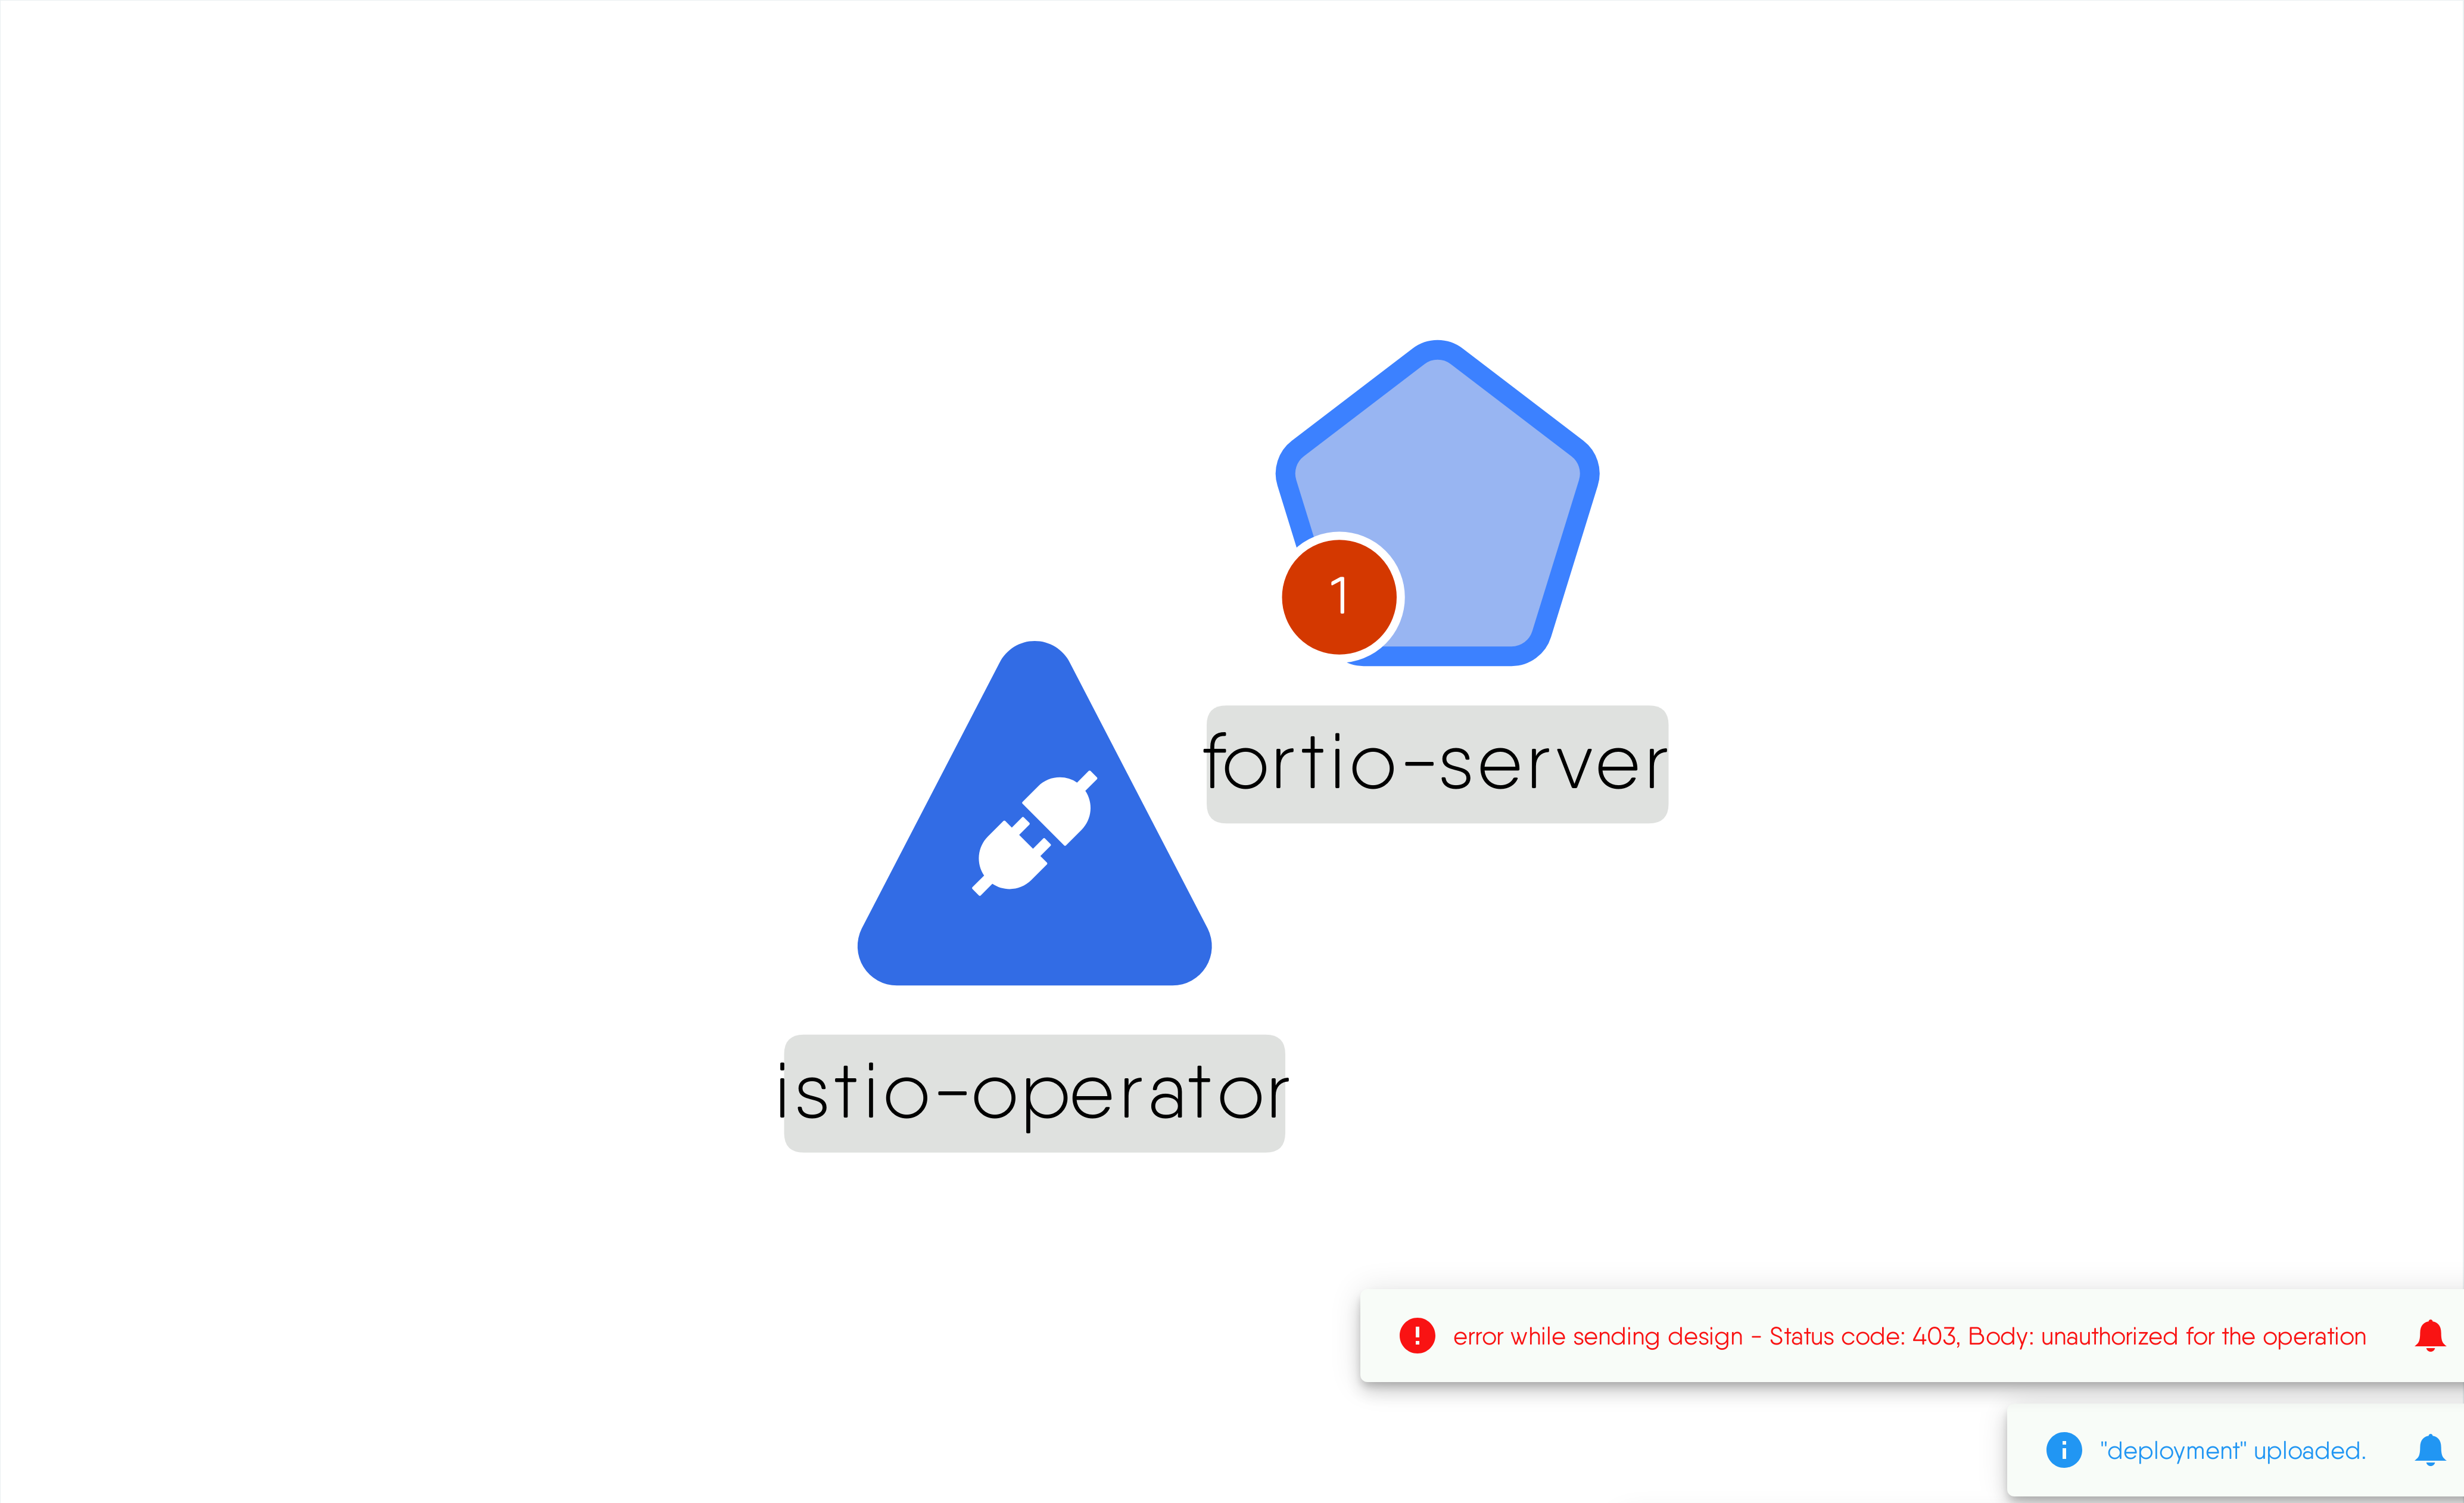 1
fortio-server
istio-operator
error while sending design - Status code: 403, Body: unauthorized for the operation
"deployment" uploaded.